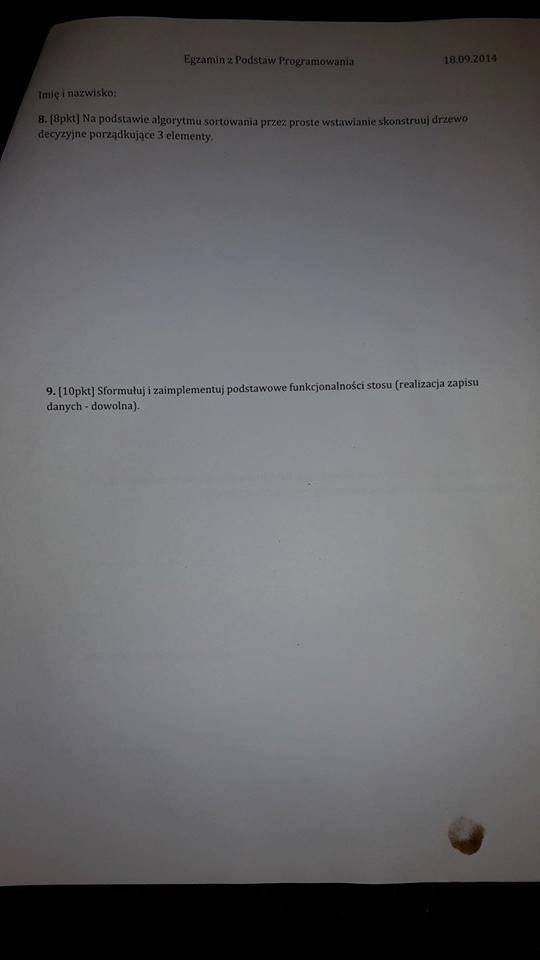 Egzamin z Podstaw Programowania 18.09.2014
Imię i nazwisko:
8. [8pkt] Na podstawie algorytmu sortowania przez proste wstawianie skonstruuj drzewo
decyzyjne porządkujące 3 elementy.
9. [10pkt] Sformułuj i zaimplementuj podstawowe funkcjonalności stosu (realizacja zapisu
danych - dowolna).